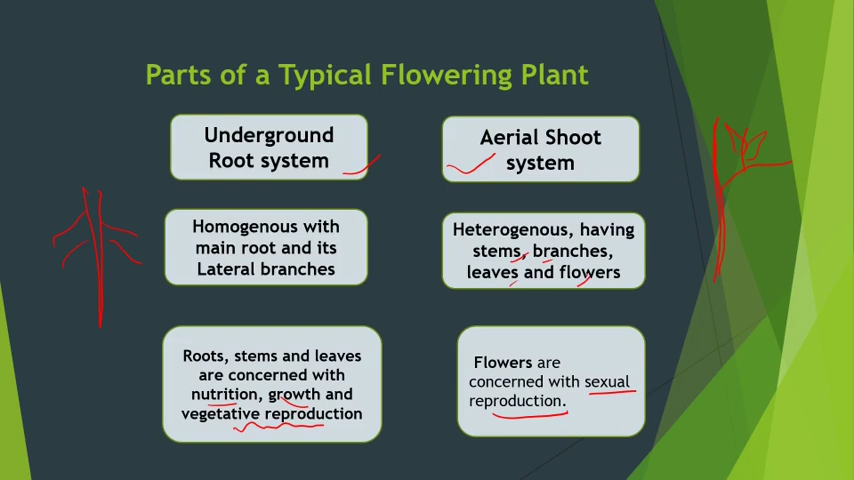 Parts of a Typical Flowering Plant
Underground
Root system
Aerial Shoot
system
Homogenous with
main root and its
Lateral branches
Heterogenous, having
stems, branches,
leaves and flowers
Roots, stems and leaves
are concerned with
nutrition, growth and
vegetative reproduction
Flowers are
concerned with sexual
reproduction.